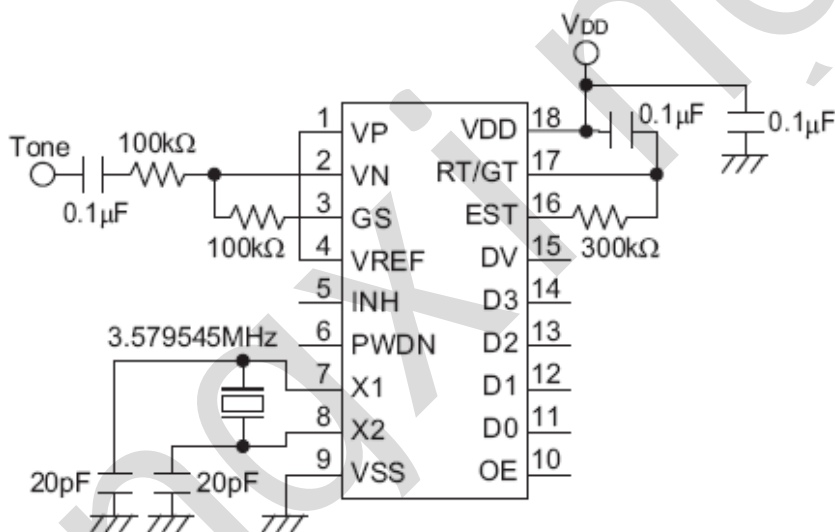 VDD
Tone
100kΩ
0.1μF
100kΩ
0.1μF
0.1μF
300kΩ
1 VP
2 VN
3 GS
4 VREF
5 INH
6 PWDN
7 X1
8 X2
9 VSS
VDD 18
RT/GT 17
EST 16
DV 15
D3 14
D2 13
D1 12
D0 11
OE 10
3.579545MHz
20pF
20pF